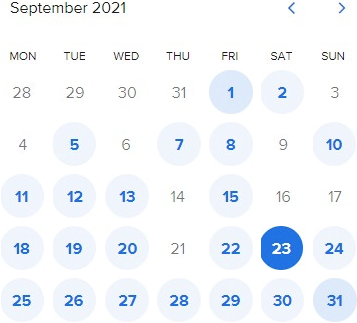 September 2021
MON TUE WED THU FRI SAT SUN
28 29 30 31 1 2 3
4 5 6 7 8 9 10
11 12 13 14 15 16 17
18 19 20 21 22 23 24
25 26 27 28 29 30 31